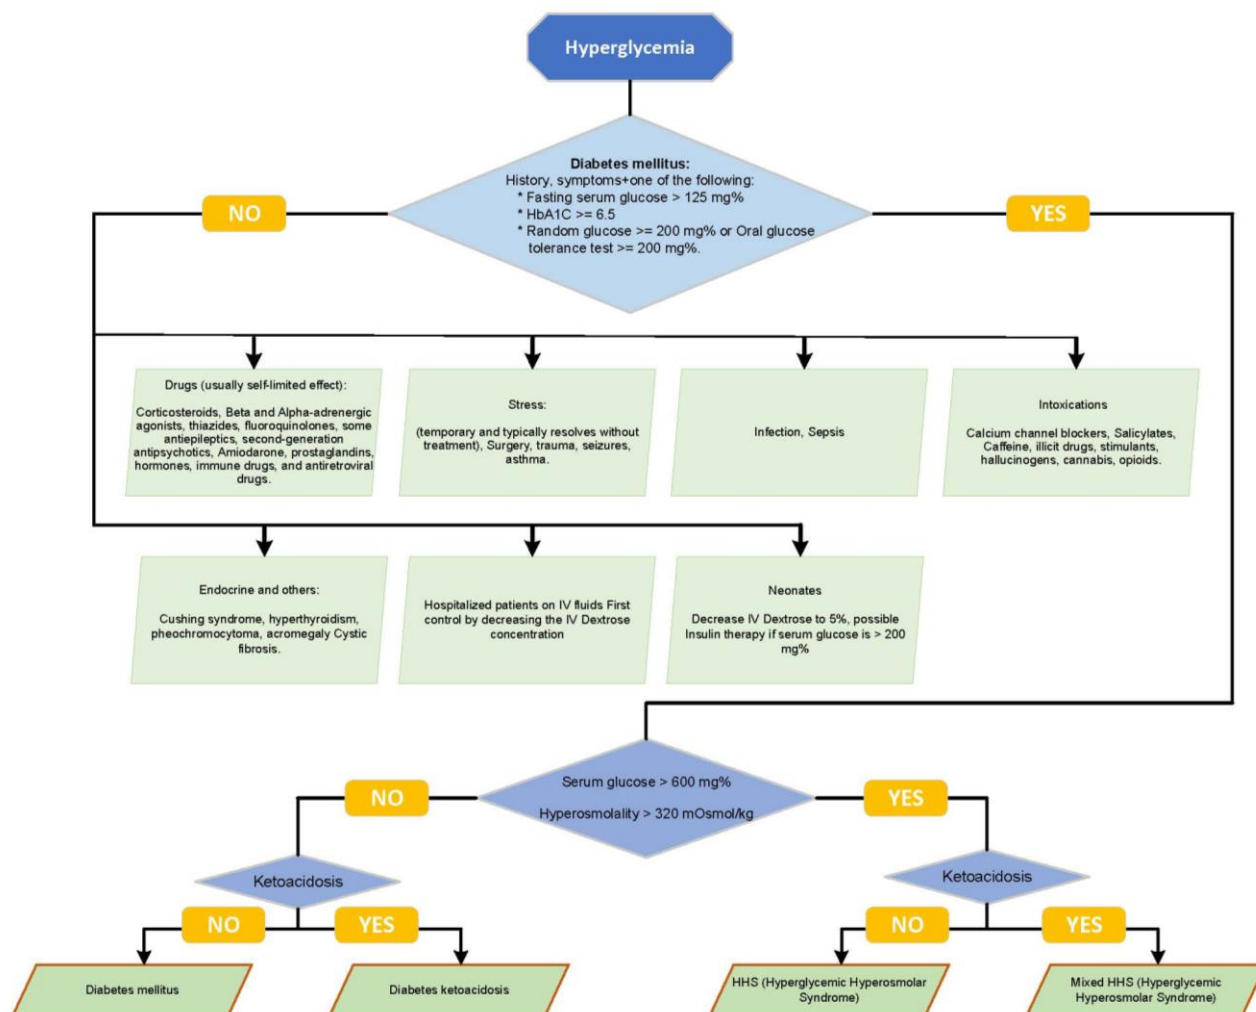 Hyperglycemia
Diabetes mellitus:
History, symptoms+one of the following:
* Fasting serum glucose > 125 mg%
* HbA1C >= 6.5
* Random glucose >= 200 mg% or Oral glucose
tolerance test >= 200 mg%.
NO
YES
Drugs (usually self-limited effect):
Corticosteroids, Beta and Alpha-adrenergic
agonists, thiazides, fluoroquinolones, some
antiepileptics, second-generation
antipsychotics, Amiodarone, prostaglandins,
hormones, immune drugs, and antiretroviral
drugs.
Stress:
(temporary and typically resolves without
treatment), Surgery, trauma, seizures,
asthma.
Infection, Sepsis
Intoxications
Calcium channel blockers, Salicylates,
Caffeine, illicit drugs, stimulants,
hallucinogens, cannabis, opioids.
Endocrine and others:
Cushing syndrome, hyperthyroidism,
pheochromocytoma, acromegaly Cystic
fibrosis.
Hospitalized patients on IV fluids First
control by decreasing the IV Dextrose
concentration
Neonates
Decrease IV Dextrose to 5%, possible
Insulin therapy if serum glucose is > 200
mg%
Serum glucose > 600 mg%
Hyperosmolality > 320 mOsmol/kg
NO
YES
Ketoacidosis
Ketoacidosis
NO
YES
NO
YES
Diabetes mellitus
Diabetes ketoacidosis
HHS (Hyperglycemic Hyperosmolar
Syndrome)
Mixed HHS (Hyperglycemic
Hyperosmolar Syndrome)